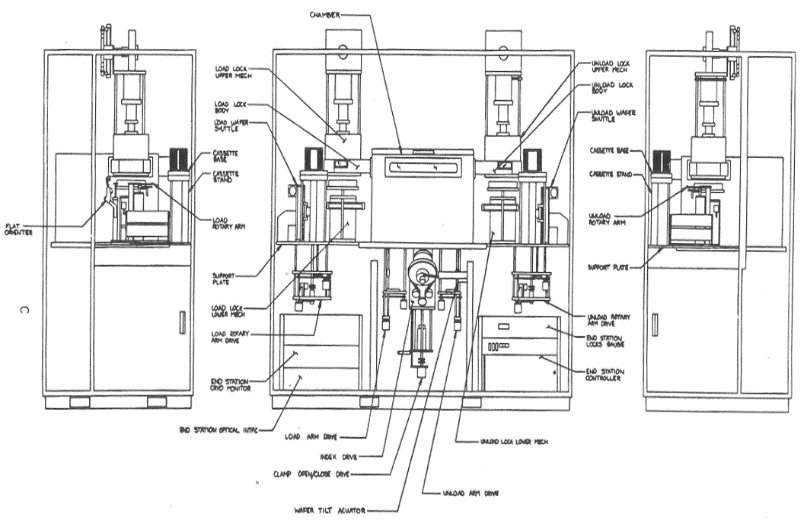 CHAMBER
LOAD LOCK
UPPER MECH
LOAD LOCK
BODY
LOAD WAFER
SHUTTLE
UNLOAD LOCK
UPPER MECH
UNLOAD LOCK
BODY
UNLOAD WAFER
SHUTTLE
CASSETTE
BASE
CASSETTE
STAND
LOAD
ROTARY ARM
FLAT
ORIENTER
CASSETTE BASE
CASSETTE STAND
UNLOAD
ROTARY ARM
SUPPORT PLATE
SUPPORT
PLATE
LOAD LOCK
LOWER MECH
LOAD ROTARY
ARM DRIVE
END STATION
CRYO MONITOR
END STATION OPTICAL INTFC
UNLOAD ROTARY
ARM DRIVE
END STATION
LOCKS GAUGE
END STATION
CONTROLLER
LOAD ARM DRIVE
INDEX DRIVE
CLAMP OPEN/CLOSE DRIVE
WAFER TILT ACUATOR
UNLOAD LOCK LOWER MECH
UNLOAD ARM DRIVE
C